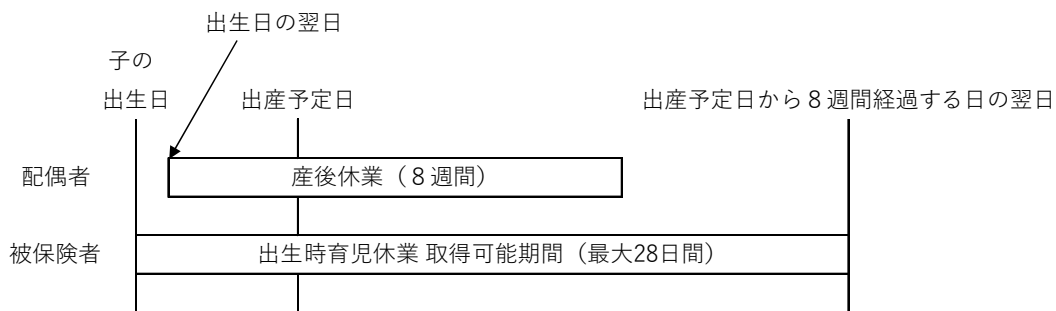 出生日の翌日
子の
出生日
出産予定日
出産予定日から８週間経過する日の翌日
配偶者
産後休業（８週間）
被保険者
出生時育児休業 取得可能期間（最大28日間）